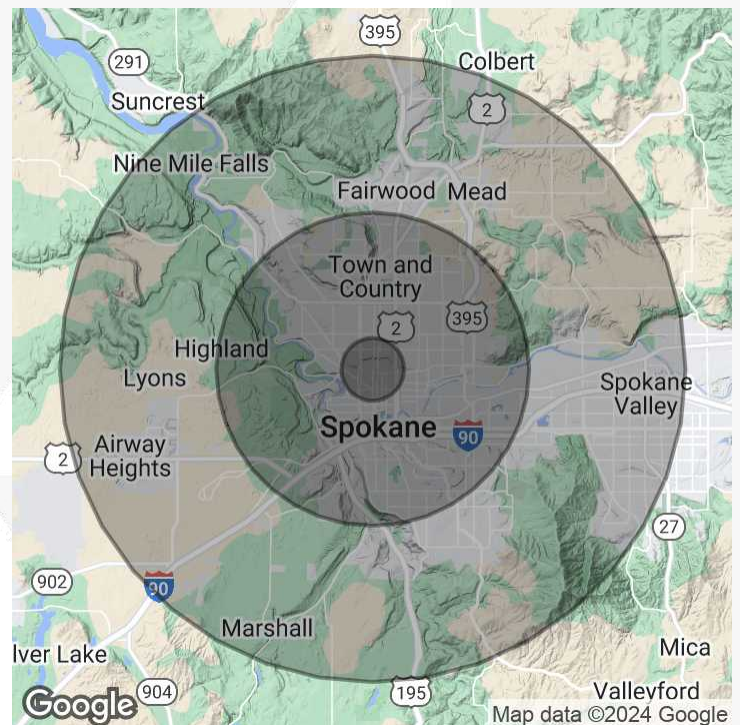 395
291
Colbert
Suncrest
2
Nine Mile Falls
Fairwood
Mead
Town and
Country
395
2
Highland
Lyons
Spokane
Valley
Spokane
90
Airway
Heights
2
27
902
90
Marshall
Mica
lver Lake
904
195
Valleyford
Google
Map data ©2024 Google